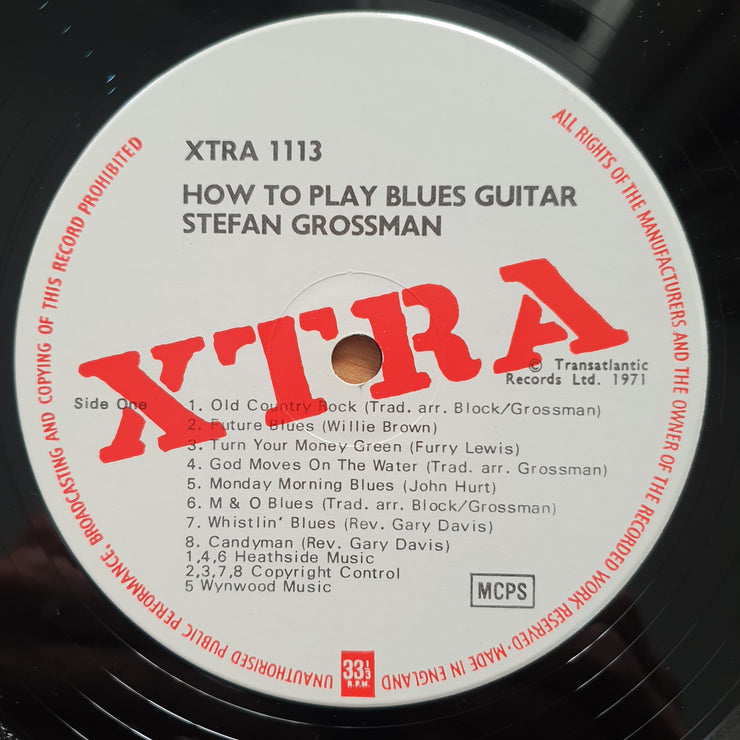 XTRA 1113
HOW TO PLAY BLUES GUITAR
STEFAN GROSSMAN
XTRA
© Transatlantic
Records Ltd. 1971
Side One
1. Old Country Rock (Trad. arr. Block/Grossman)
2. Future Blues (Willie Brown)
3. Turn Your Money Green (Furry Lewis)
4. God Moves On The Water (Trad. arr. Grossman)
5. Monday Morning Blues (John Hurt)
6. M & O Blues (Trad. arr. Block/Grossman)
7. Whistlin' Blues (Rev. Gary Davis)
8. Candyman (Rev. Gary Davis)
1,4,6 Heathside Music
2,3,7,8 Copyright Control
5 Wynwood Music
MCPS
ALL RIGHTS OF THE MANUFACTURERS AND THE OWNER OF THE RECORDED WORK RESERVED · MADE IN ENGLAND
33 1/3
R.P.M.
UNAUTHORISED PUBLIC PERFORMANCE, BROADCASTING AND COPYING OF THIS RECORD PROHIBITED